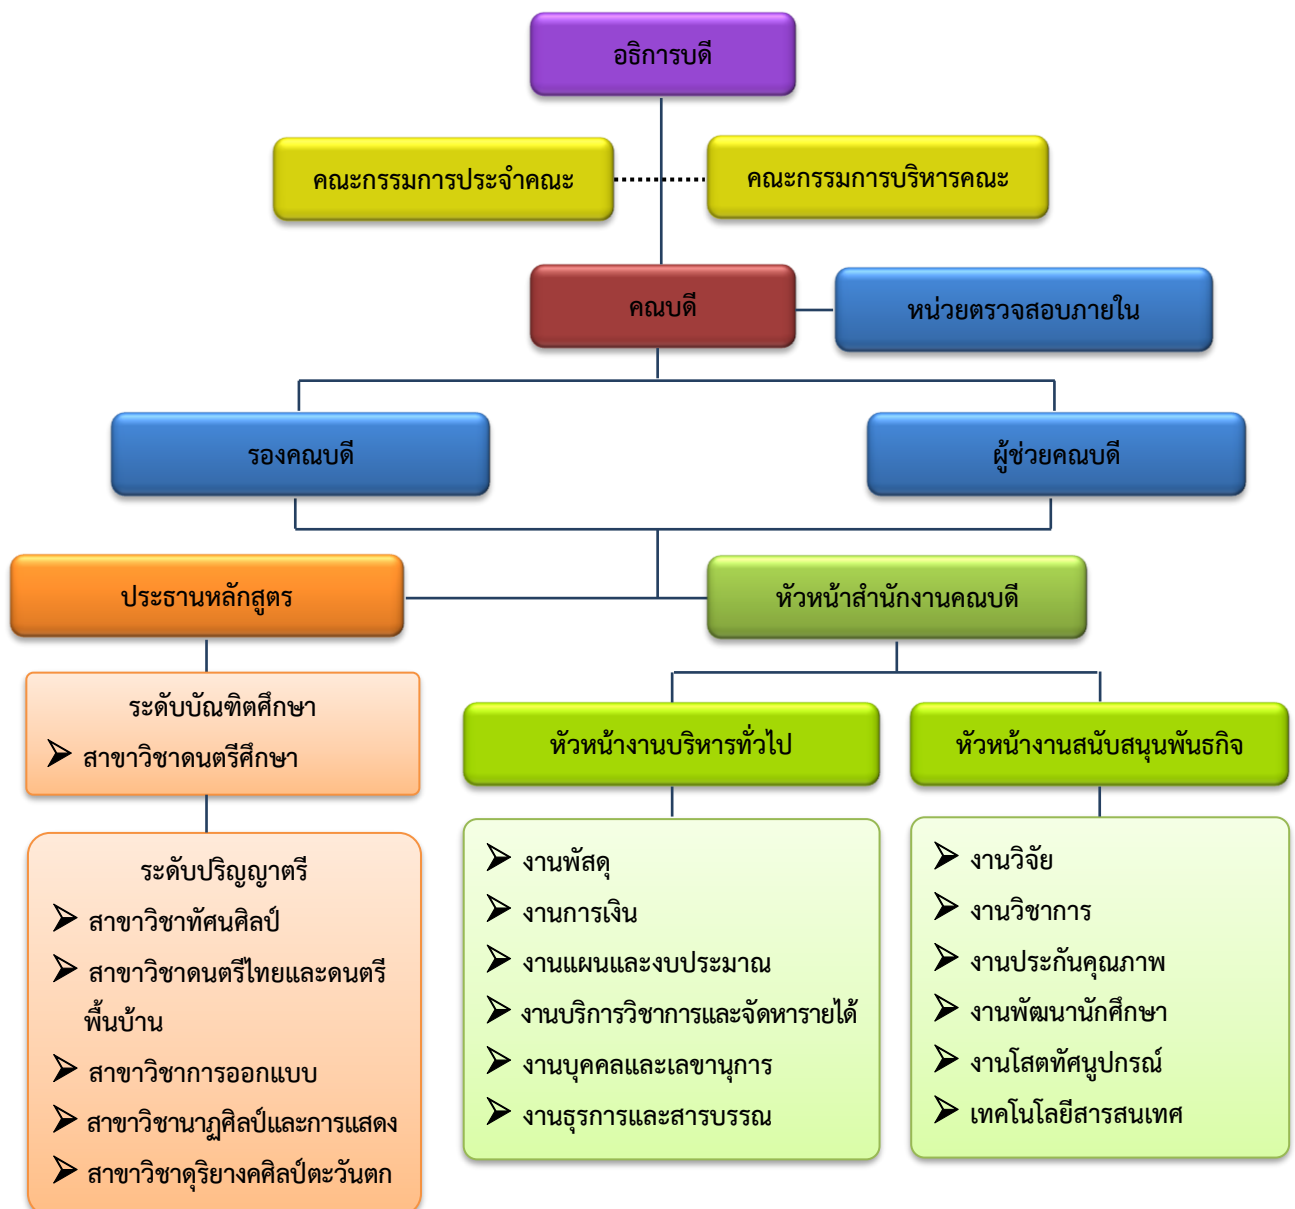 อธิการบดี
คณะกรรมการประจำคณะ
คณะกรรมการบริหารคณะ
คณบดี
หน่วยตรวจสอบภายใน
รองคณบดี
ผู้ช่วยคณบดี
ประธานหลักสูตร
หัวหน้าสำนักงานคณบดี
ระดับบัณฑิตศึกษา
สาขาวิชาดนตรีศึกษา
ระดับปริญญาตรี
สาขาวิชาทัศนศิลป์
สาขาวิชาดนตรีไทยและดนตรี
พื้นบ้าน
สาขาวิชาการออกแบบ
สาขาวิชานาฏศิลป์และการแสดง
สาขาวิชาดุริยางคศิลป์ตะวันตก
หัวหน้างานบริหารทั่วไป
งานพัสดุ
งานการเงิน
งานแผนและงบประมาณ
งานบริการวิชาการและจัดหารายได้
งานบุคคลและเลขานุการ
งานธุรการและสารบรรณ
หัวหน้างานสนับสนุนพันธกิจ
งานวิจัย
งานวิชาการ
งานประกันคุณภาพ
งานพัฒนานักศึกษา
งานโสตทัศนูปกรณ์
เทคโนโลยีสารสนเทศ